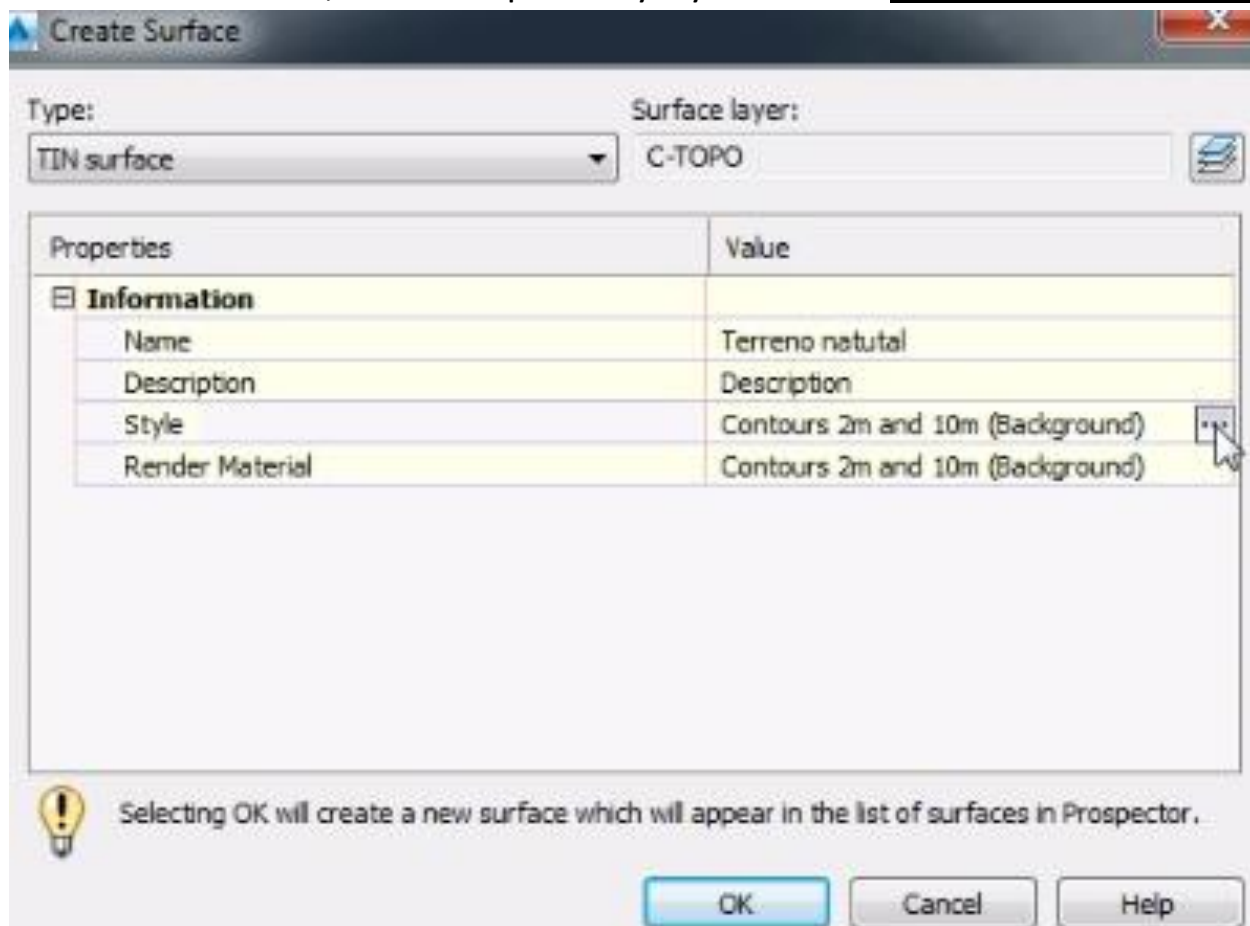 Create Surface
Type:
Surface layer:
TIN surface
C-TOPO
Properties
Value
Information
Name
Terreno natutal
Description
Description
Style
Contours 2m and 10m (Background)
...
Render Material
Contours 2m and 10m (Background)
Selecting OK will create a new surface which will appear in the list of surfaces in Prospector.
OK
Cancel
Help